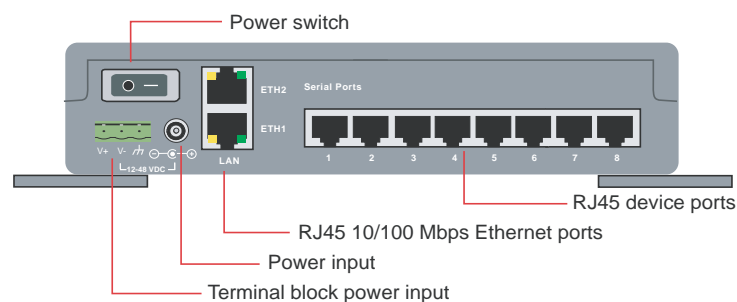 Power switch
ETH2
Serial Ports
ETH1
V+ V-
LAN
1 2 3 4 5 6 7 8
12-48 VDC
RJ45 device ports
RJ45 10/100 Mbps Ethernet ports
Power input
Terminal block power input